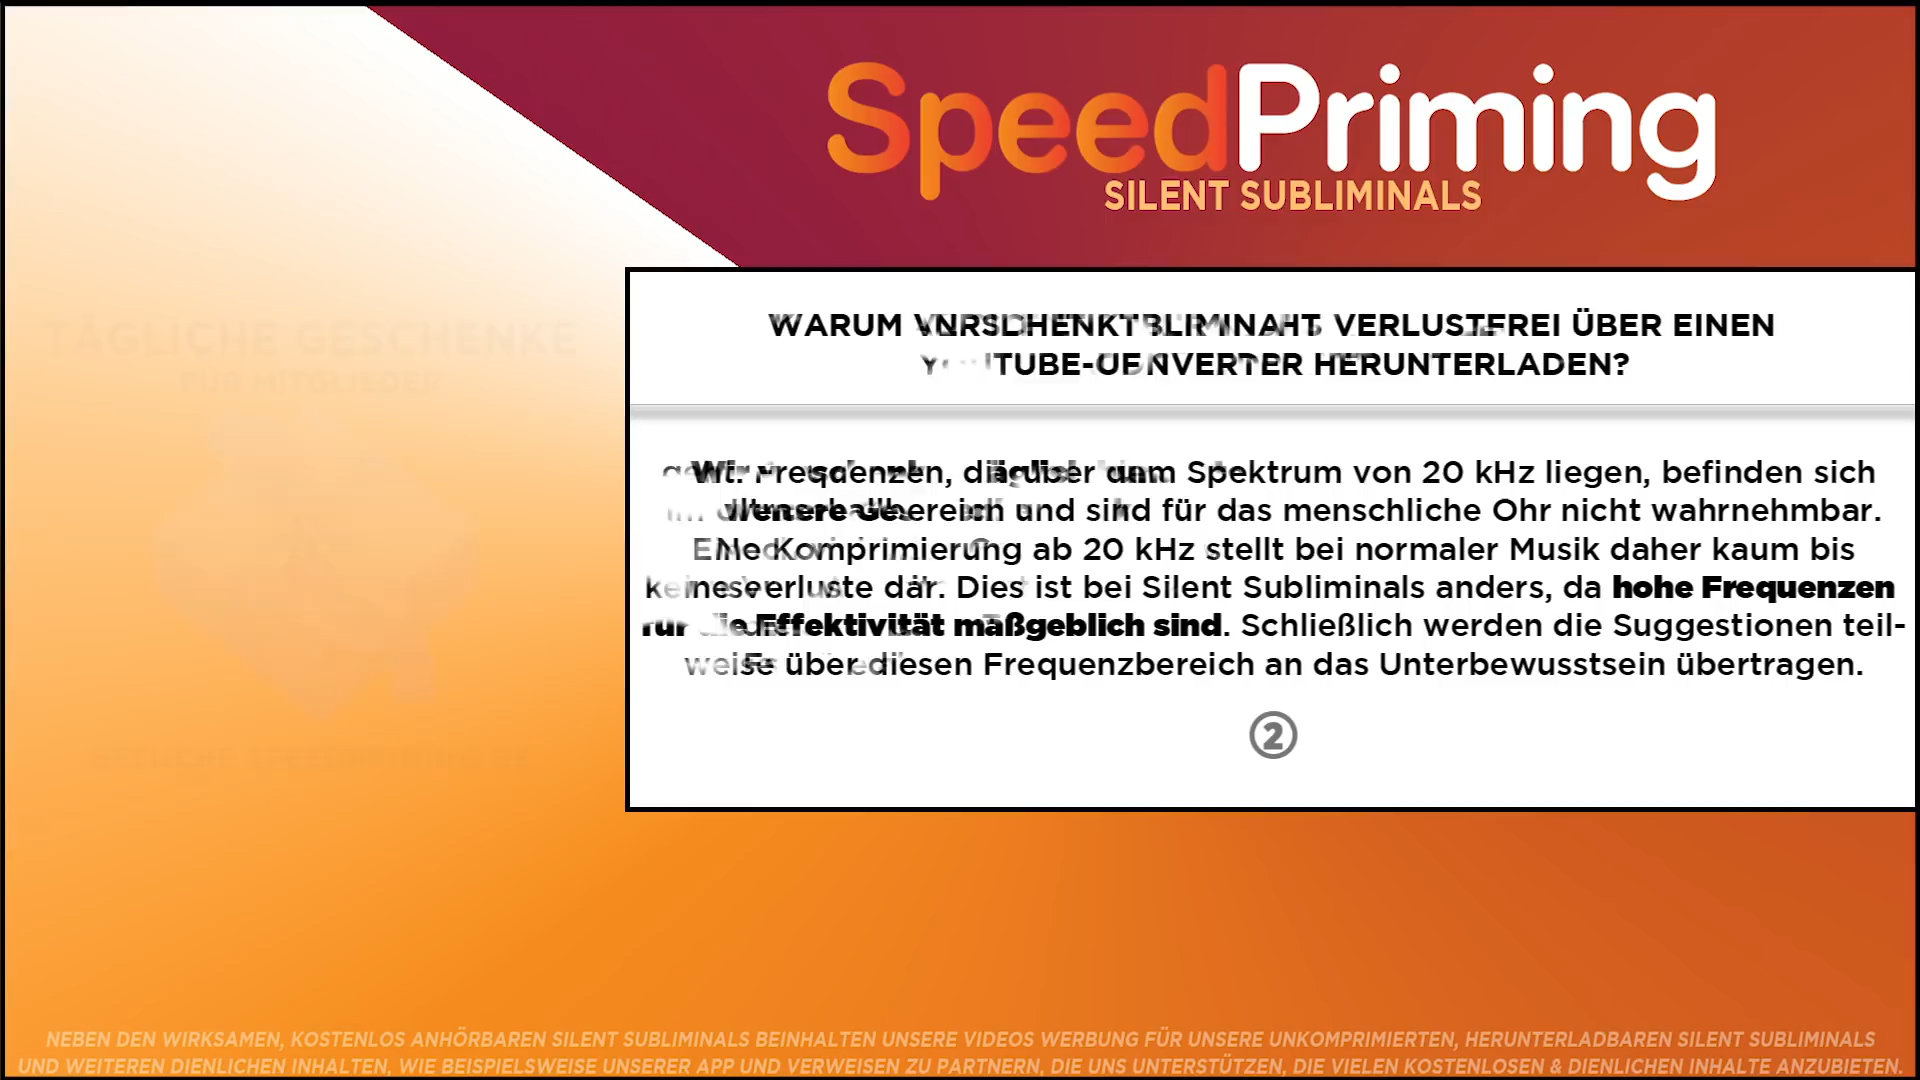 SpeedPriming
SILENT SUBLIMINALS
TÄGLICHE GESCHENKE
FÜR MITGLIEDER
WARUM VERLUSTFREI ÜBER EINEN
HERUNTERLADEN?
Spektrum von 20 kHz liegen, befinden sich
und sind für das menschliche Ohr nicht wahrnehmbar.
Komprimierung ab 20 kHz stellt bei normaler Musik daher kaum bis
dar. Dies ist bei Silent Subliminals anders, da hohe Frequenzen
Effektivität maßgeblich sind. Schließlich werden die Suggestionen teil-
über diesen Frequenzbereich an das Unterbewusstsein übertragen.
2
NEBEN DEN WIRKSAMEN, KOSTENLOS ANHÖRBAREN SILENT SUBLIMINALS BEINHALTEN UNSERE VIDEOS WERBUNG FÜR UNSERE UNKOMPRIMIERTEN, HERUNTERLADBAREN SILENT SUBLIMINALS
UND WEITEREN DIENLICHEN INHALTEN, WIE BEISPIELSWEISE UNSERER APP UND VERWEISEN ZU PARTNERN, DIE UNS UNTERSTÜTZEN, DIE VIELEN KOSTENLOSEN & DIENLICHEN INHALTE ANZUBIETEN.